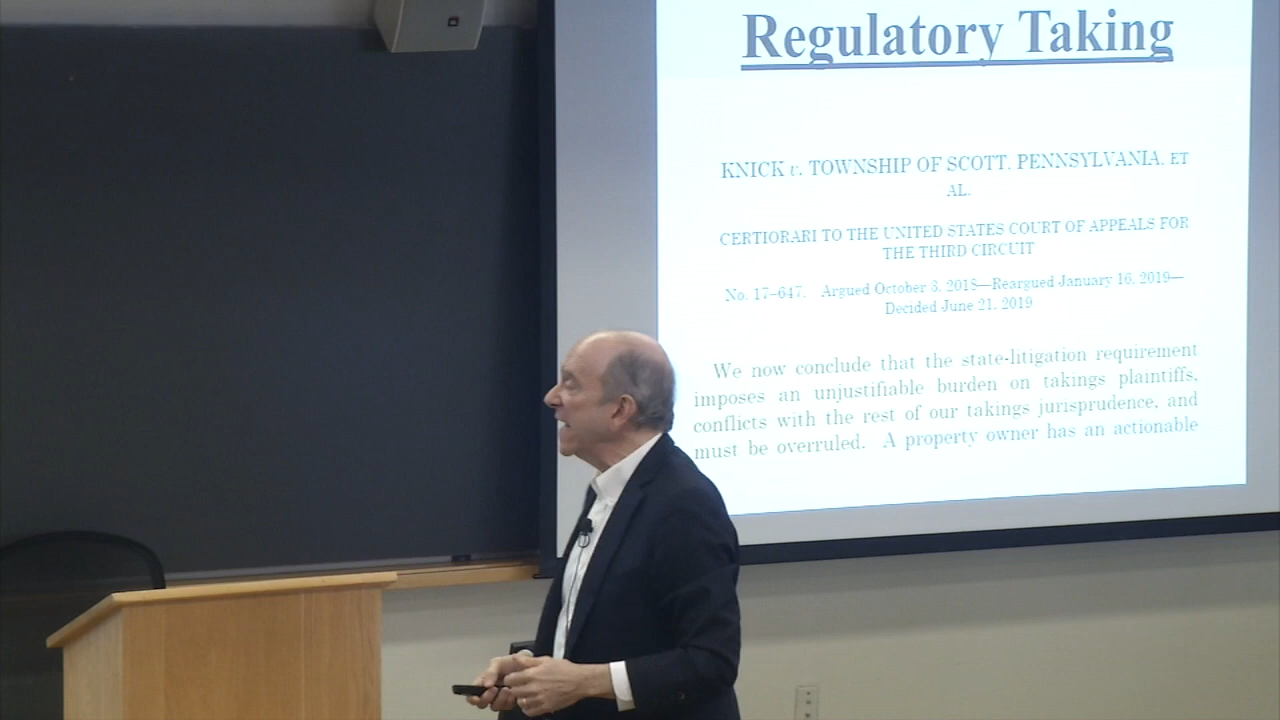 Regulatory Taking
KNICK v. TOWNSHIP OF SCOTT, PENNSYLVANIA, ET
AL.
CERTIORARI TO THE UNITED STATES COURT OF APPEALS FOR
THE THIRD CIRCUIT
No. 17–647. Argued October 3, 2018—Reargued January 16, 2019—
Decided June 21, 2019
We now conclude that the state-litigation requirement
imposes an unjustifiable burden on takings plaintiffs,
conflicts with the rest of our takings jurisprudence, and
must be overruled. A property owner has an actionable